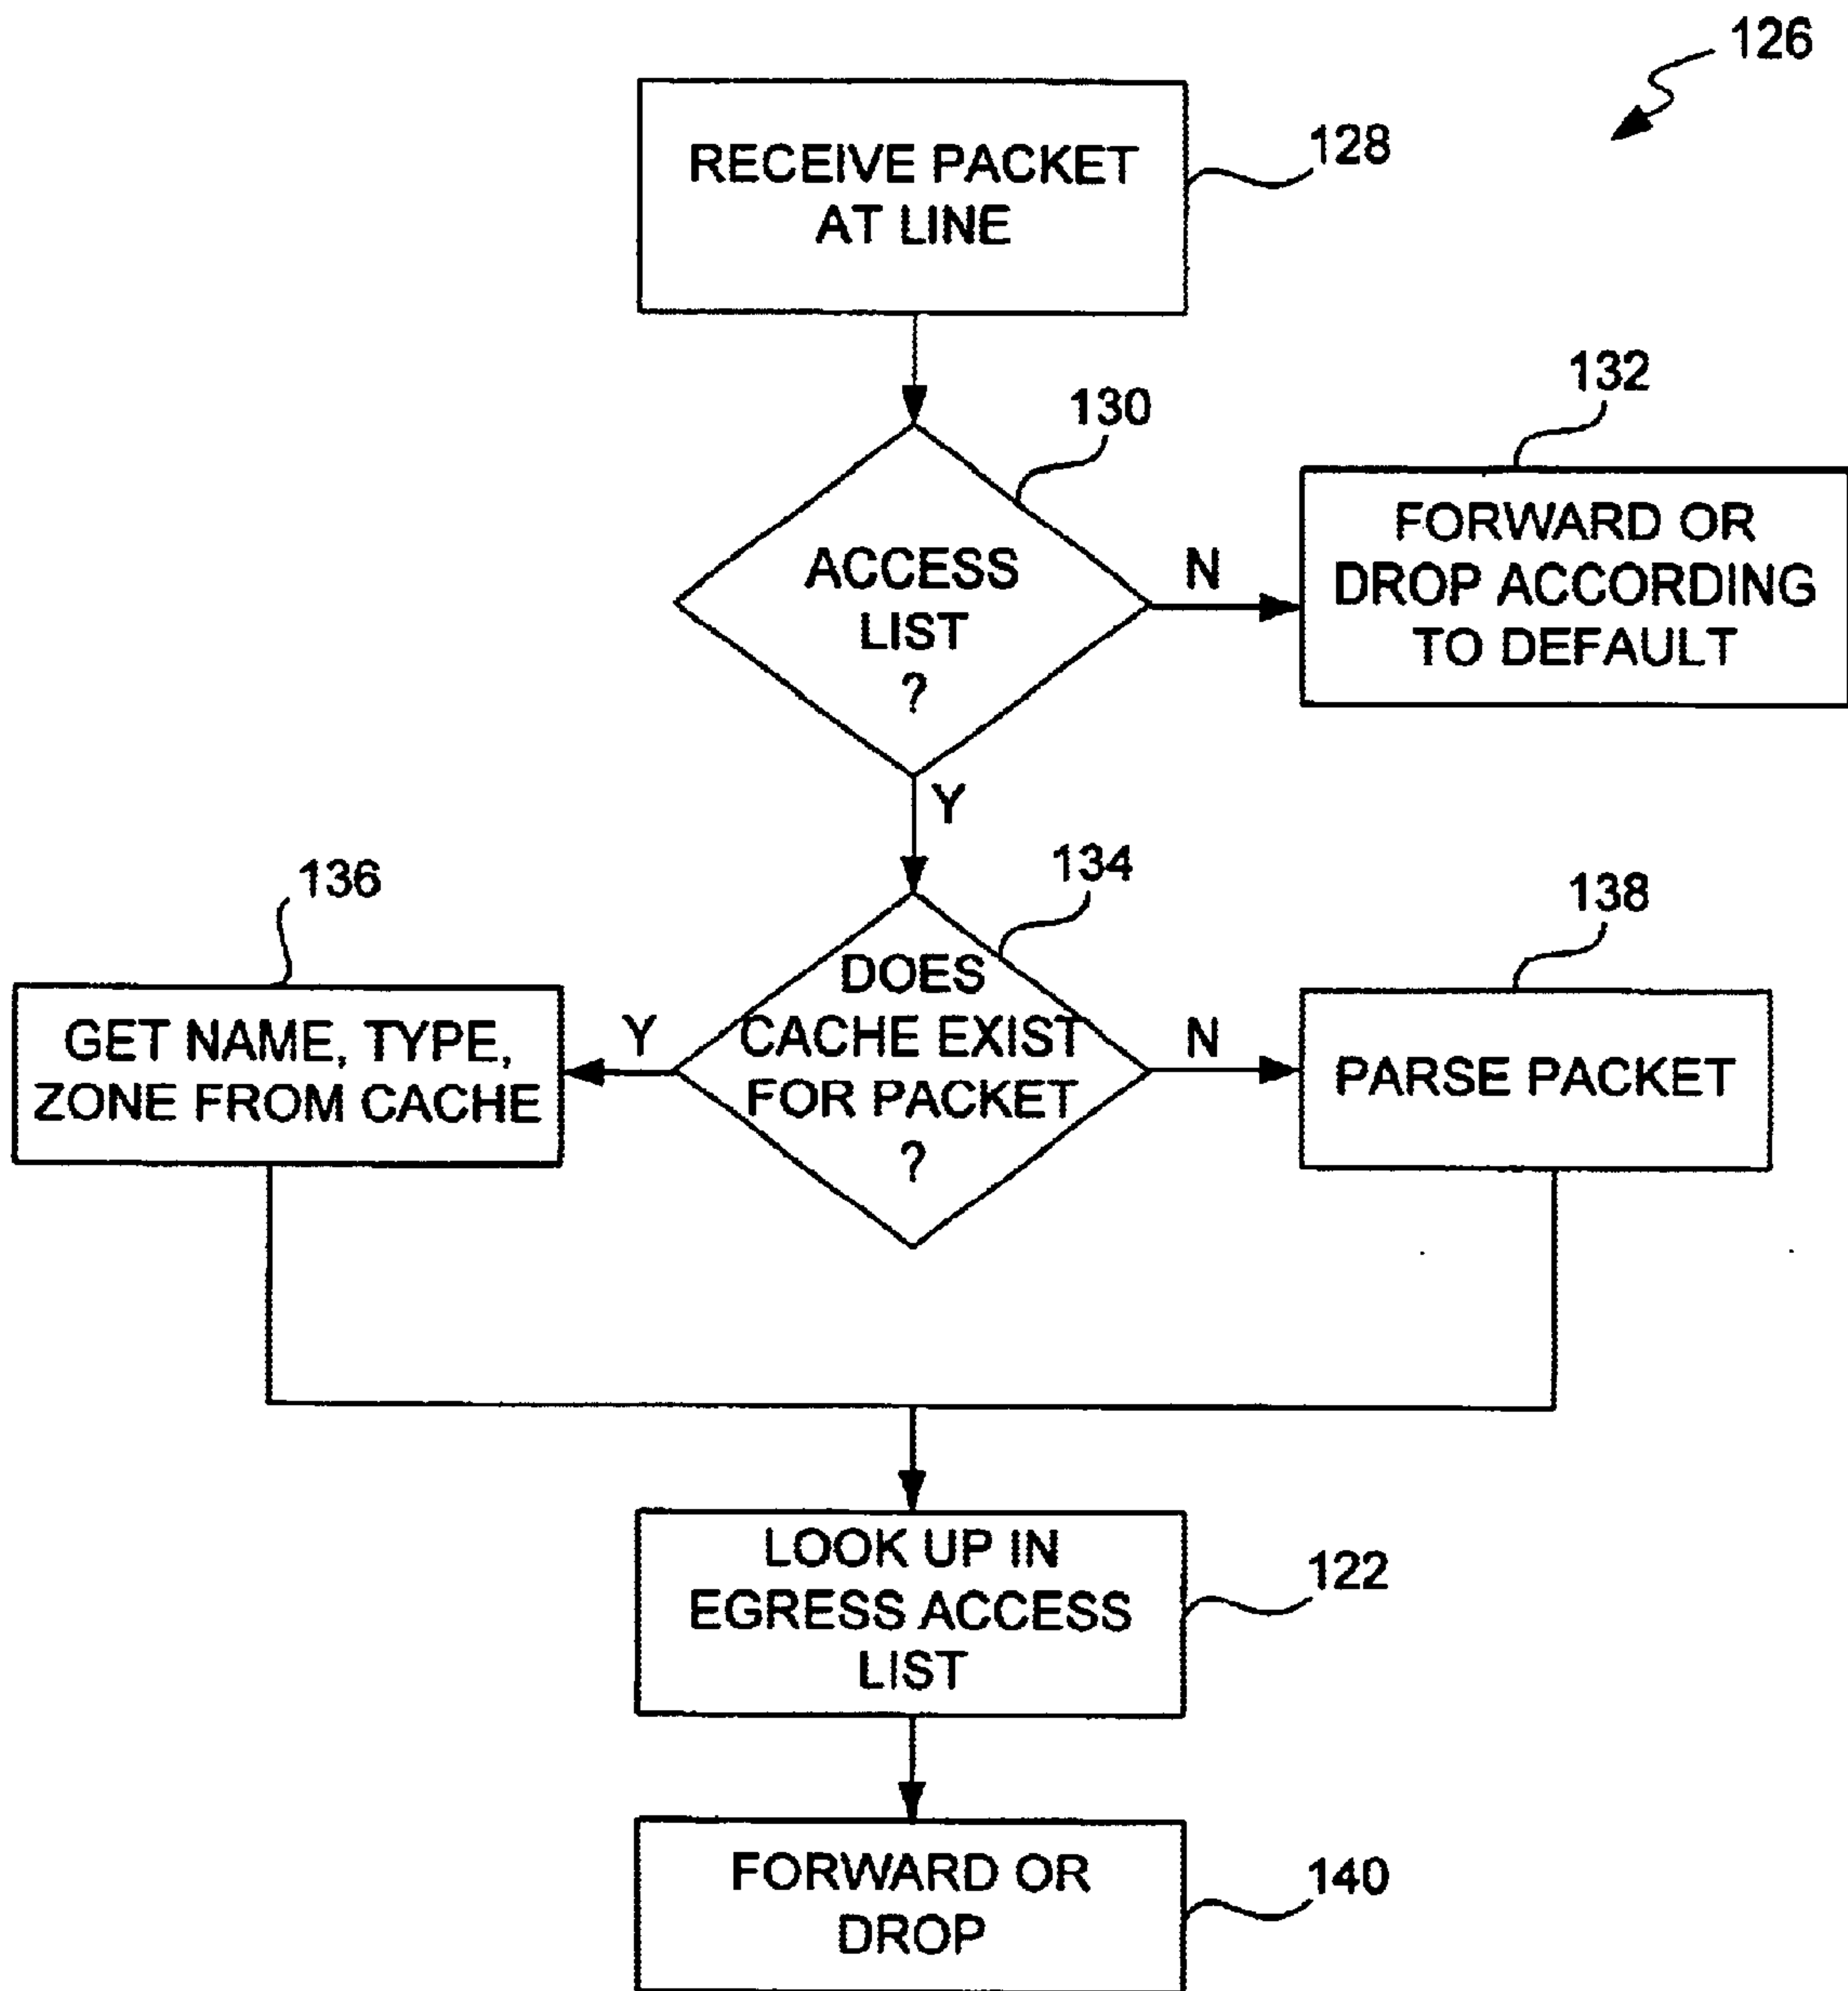 126
RECEIVE PACKET
AT LINE
128
130
ACCESS
LIST
?
N
132
FORWARD OR
DROP ACCORDING
TO DEFAULT
Y
134
DOES
CACHE EXIST
FOR PACKET
?
Y
136
GET NAME, TYPE,
ZONE FROM CACHE
N
138
PARSE PACKET
LOOK UP IN
EGRESS ACCESS
LIST
122
FORWARD OR
DROP
140